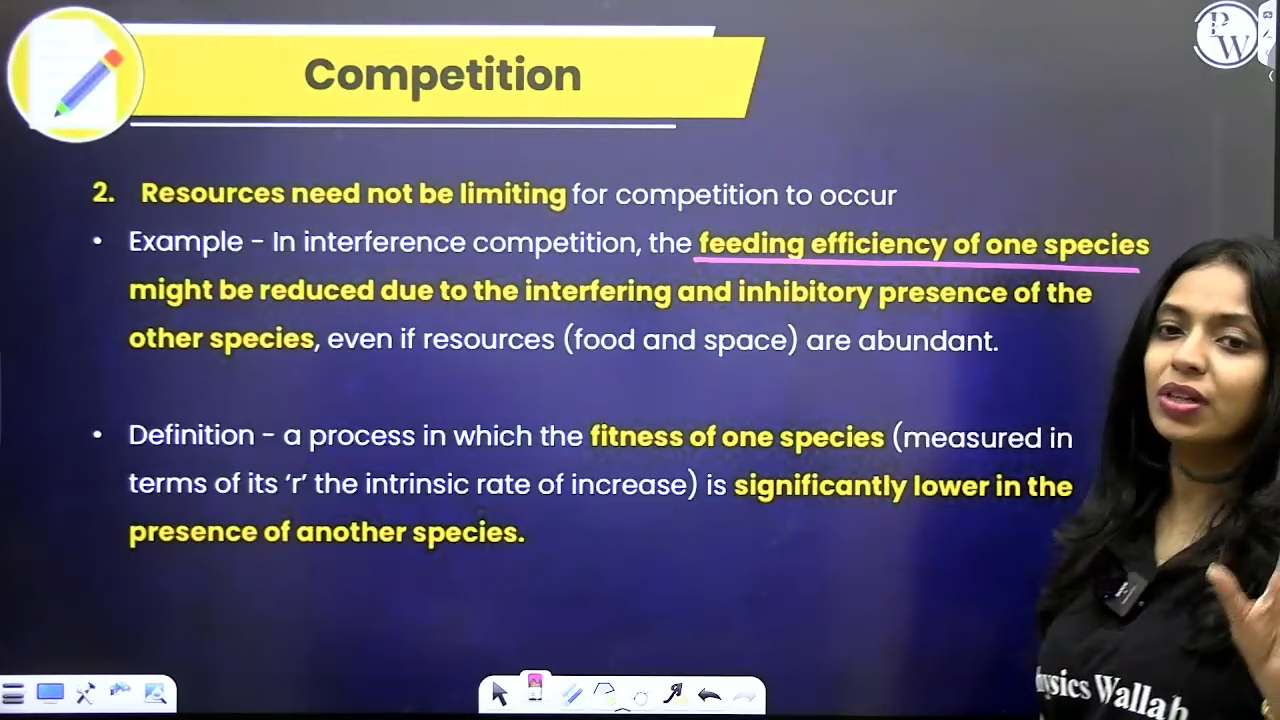 PW
Competition
2. Resources need not be limiting for competition to occur
• Example - In interference competition, the feeding efficiency of one species
might be reduced due to the interfering and inhibitory presence of the
other species, even if resources (food and space) are abundant.
• Definition - a process in which the fitness of one species (measured in
terms of its ‘r’ the intrinsic rate of increase) is significantly lower in the
presence of another species.
hysics Wallah